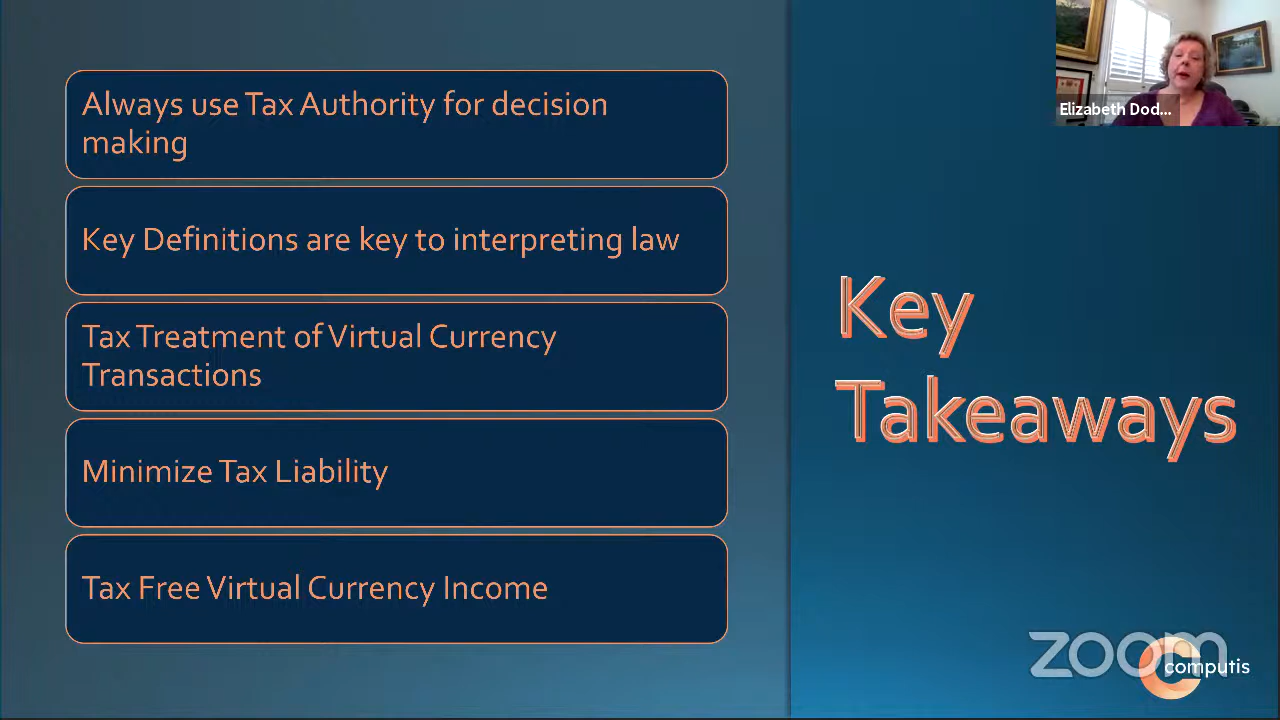 Always use Tax Authority for decision
making
Key Definitions are key to interpreting law
Tax Treatment of Virtual Currency
Transactions
Minimize Tax Liability
Tax Free Virtual Currency Income
Key
Takeaways
Elizabeth Dod...
zoom
computis